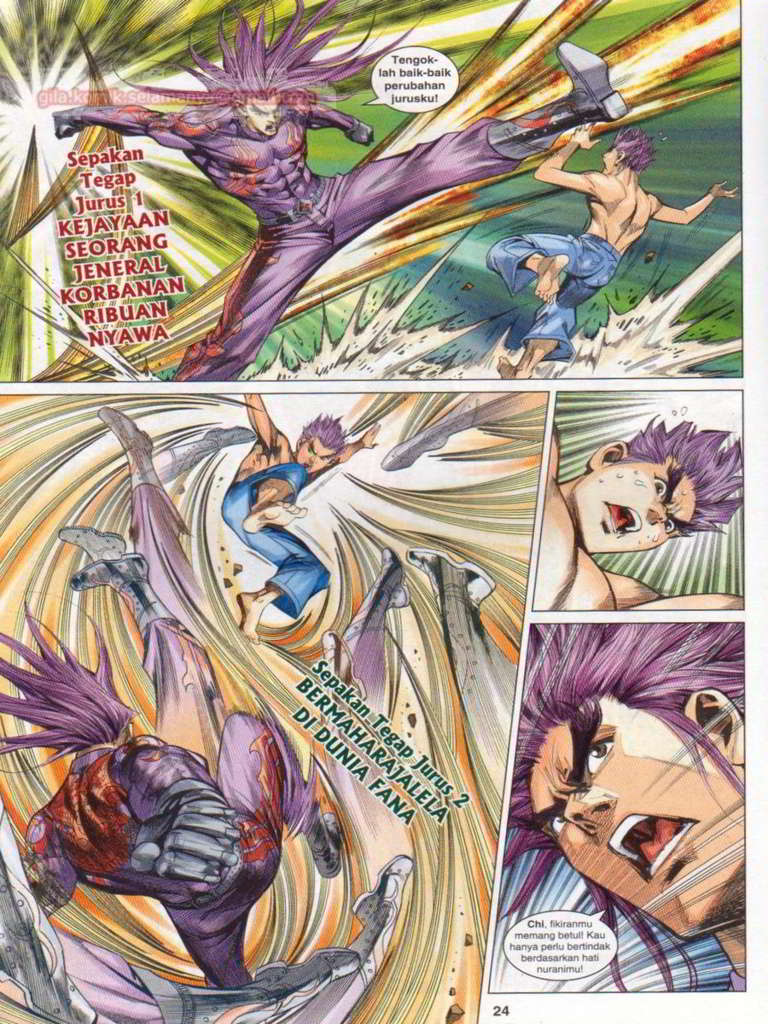 Tengok-
lah baik-baik
perubahan
jurusku!
Sepakan
Tegap
Jurus 1
KEJAYAAN
SEORANG
JENERAL
KORBANAN
RIBUAN
NYAWA
Sepakan Tegap Jurus 2
BERMAHARAJALELA
DI DUNIA FANA
Chi, fikiranmu
memang betul! Kau
hanya perlu bertindak
berdasarkan hati
nuranimu!
24